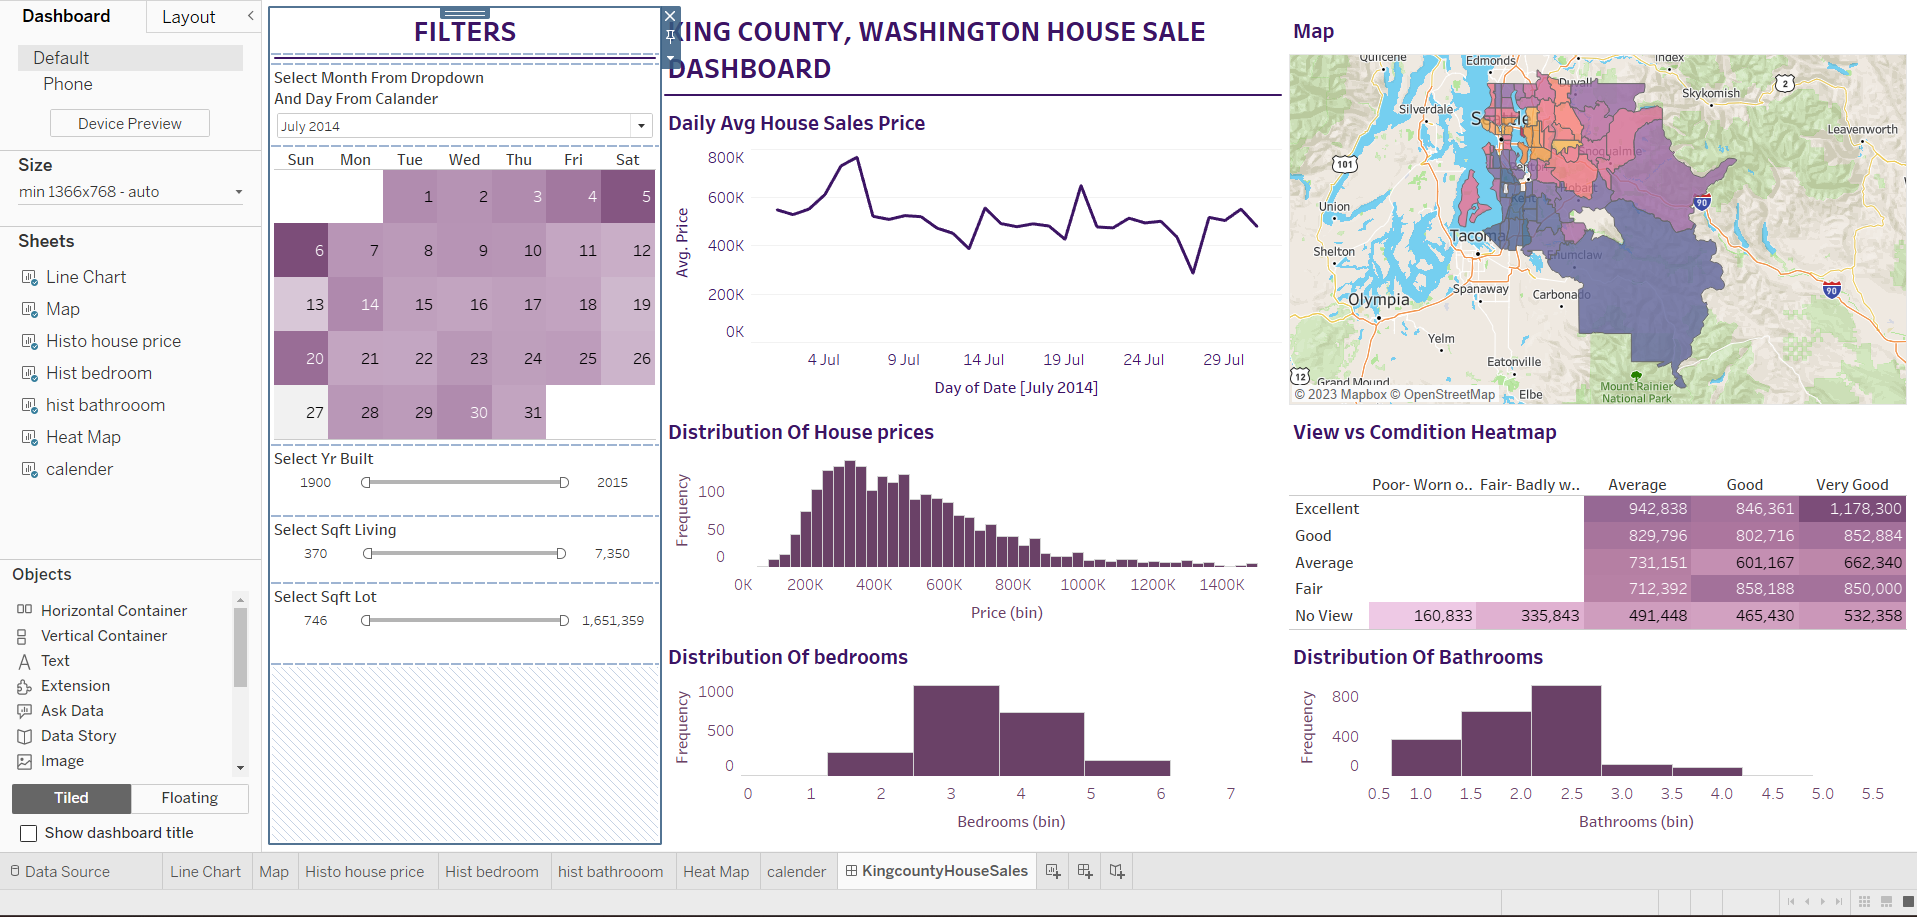 Dashboard
Layout
Default
Phone
Device Preview
Size
min 1366x768 - auto
Sheets
Line Chart
Map
Histo house price
Hist bedroom
hist bathrooom
Heat Map
calender
Objects
Horizontal Container
Vertical Container
Text
Extension
Ask Data
Data Story
Image
Tiled
Floating
Show dashboard title
FILTERS
Select Month From Dropdown
And Day From Calander
July 2014
Sun Mon Tue Wed Thu Fri Sat
1 2 3 4 5
6 7 8 9 10 11 12
13 14 15 16 17 18 19
20 21 22 23 24 25 26
27 28 29 30 31
Select Yr Built
1900 2015
Select Sqft Living
370 7,350
Select Sqft Lot
746 1,651,359
KING COUNTY, WASHINGTON HOUSE SALE
DASHBOARD
Daily Avg House Sales Price
Avg. Price
800K
600K
400K
200K
0K
4 Jul 9 Jul 14 Jul 19 Jul 24 Jul 29 Jul
Day of Date [July 2014]
Distribution Of House prices
Frequency
100
50
0
0K 200K 400K 600K 800K 1000K 1200K 1400K
Price (bin)
Distribution Of bedrooms
Frequency
1000
500
0
0 1 2 3 4 5 6 7
Bedrooms (bin)
Map
Quilcene
Edmonds
Index
Duvall
2
Skykomish
Silverdale
Seattle
Leavenworth
101
Snoqualmie
Renton
Hobart
Union
Kent
90
Tacoma
Shelton
Enumclaw
Spanaway
Carbonado
90
Olympia
Yelm
Eatonville
12
Grand Mound
Mount Rainier
National Park
© 2023 Mapbox © OpenStreetMap
Elbe
View vs Comdition Heatmap
Poor- Worn o.. Fair- Badly w.. Average Good Very Good
Excellent 942,838 846,361 1,178,300
Good 829,796 802,716 852,884
Average 731,151 601,167 662,340
Fair 712,392 858,188 850,000
No View 160,833 335,843 491,448 465,430 532,358
Distribution Of Bathrooms
Frequency
800
400
0
0.5 1.0 1.5 2.0 2.5 3.0 3.5 4.0 4.5 5.0 5.5
Bathrooms (bin)
Data Source
Line Chart
Map
Histo house price
Hist bedroom
hist bathrooom
Heat Map
calender
KingcountyHouseSales